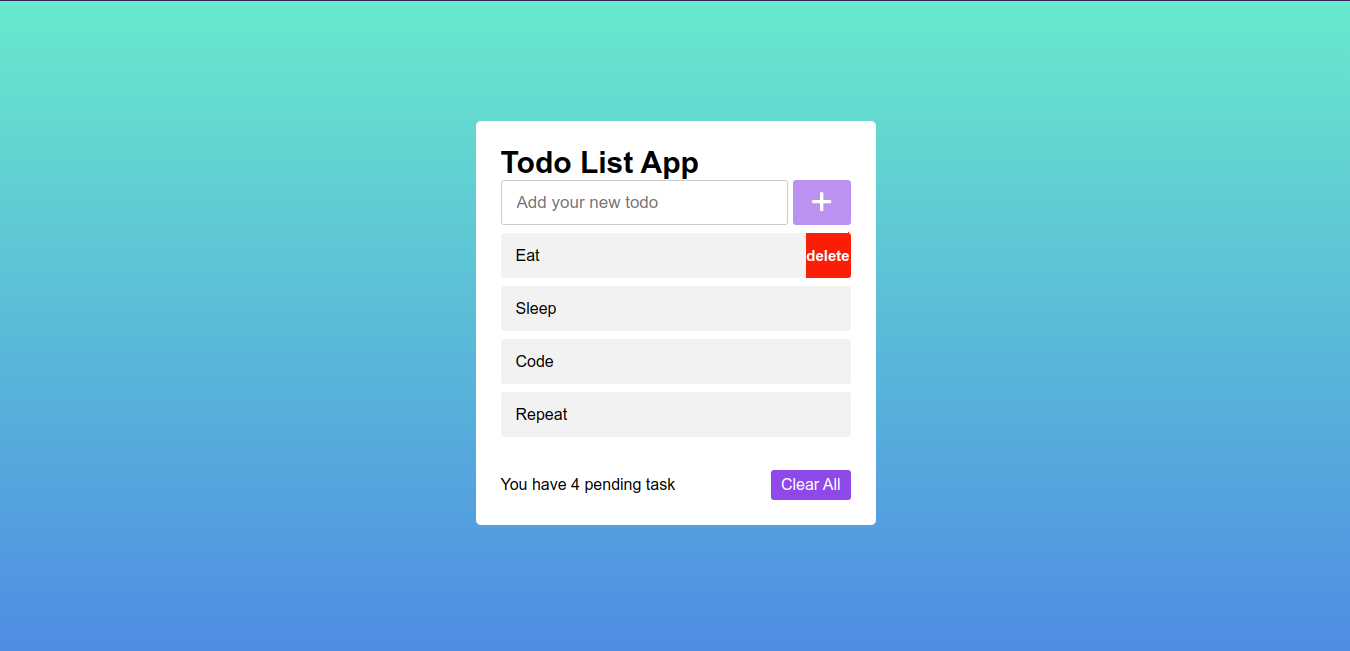 Todo List App
Add your new todo +
Eat delete
Sleep
Code
Repeat
You have 4 pending task Clear All